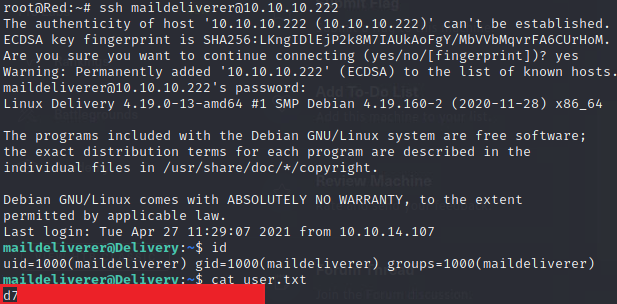 root@Red:~# ssh maildeliverer@10.10.10.222
The authenticity of host '10.10.10.222 (10.10.10.222)' can't be established.
ECDSA key fingerprint is SHA256:LKngIDlEjP2k8M7IAUkAoFgY/MbVVbMqvrFA6CUrHoM.
Are you sure you want to continue connecting (yes/no/[fingerprint])? yes
Warning: Permanently added '10.10.10.222' (ECDSA) to the list of known hosts.
maildeliverer@10.10.10.222's password:
Linux Delivery 4.19.0-13-amd64 #1 SMP Debian 4.19.160-2 (2020-11-28) x86_64
The programs included with the Debian GNU/Linux system are free software;
the exact distribution terms for each program are described in the
individual files in /usr/share/doc/*/copyright.
Debian GNU/Linux comes with ABSOLUTELY NO WARRANTY, to the extent
permitted by applicable law.
Last login: Tue Apr 27 11:29:07 2021 from 10.10.14.107
maildeliverer@Delivery:~$ id
uid=1000(maildeliverer) gid=1000(maildeliverer) groups=1000(maildeliverer)
maildeliverer@Delivery:~$ cat user.txt
d7